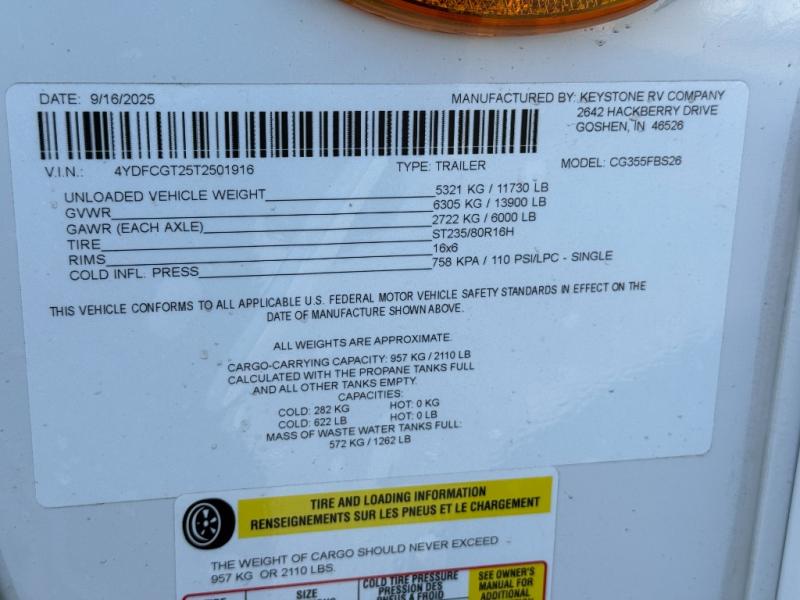 DATE: 9/16/2025 MANUFACTURED BY: KEYSTONE RV COMPANY
2642 HACKBERRY DRIVE
GOSHEN, IN 46526
V.I.N.: 4YDFCGT25T2501916 TYPE: TRAILER MODEL: CG355FBS26
UNLOADED VEHICLE WEIGHT 5321 KG / 11730 LB
GVWR 6305 KG / 13900 LB
GAWR (EACH AXLE) 2722 KG / 6000 LB
TIRE ST235/80R16H
RIMS 16x6
COLD INFL. PRESS 758 KPA / 110 PSI/LPC - SINGLE
THIS VEHICLE CONFORMS TO ALL APPLICABLE U.S. FEDERAL MOTOR VEHICLE SAFETY STANDARDS IN EFFECT ON THE
DATE OF MANUFACTURE SHOWN ABOVE.
ALL WEIGHTS ARE APPROXIMATE.
CARGO-CARRYING CAPACITY: 957 KG / 2110 LB
CALCULATED WITH THE PROPANE TANKS FULL
AND ALL OTHER TANKS EMPTY.
CAPACITIES:
COLD: 282 KG HOT: 0 KG
COLD: 622 LB HOT: 0 LB
MASS OF WASTE WATER TANKS FULL:
572 KG / 1262 LB
TIRE AND LOADING INFORMATION
RENSEIGNEMENTS SUR LES PNEUS ET LE CHARGEMENT
THE WEIGHT OF CARGO SHOULD NEVER EXCEED
957 KG OR 2110 LBS.
SIZE
COLD TIRE PRESSURE
PRESSION DES
PNEUS A FROID
SEE OWNER'S
MANUAL FOR
ADDITIONAL